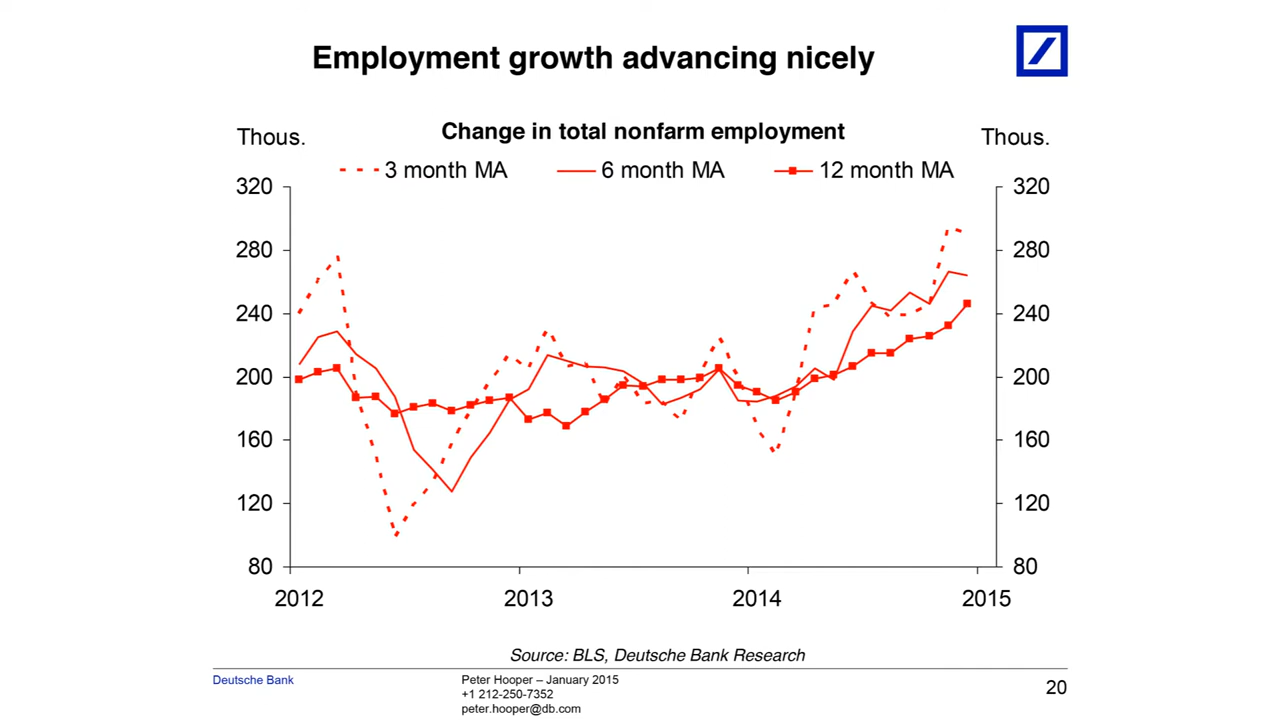 Employment growth advancing nicely
Change in total nonfarm employment
Thous.
Thous.
3 month MA
6 month MA
12 month MA
320
320
280
280
240
240
200
200
160
160
120
120
80
80
2012
2013
2014
2015
Source: BLS, Deutsche Bank Research
Deutsche Bank
Peter Hooper – January 2015
+1 212-250-7352
peter.hooper@db.com
20